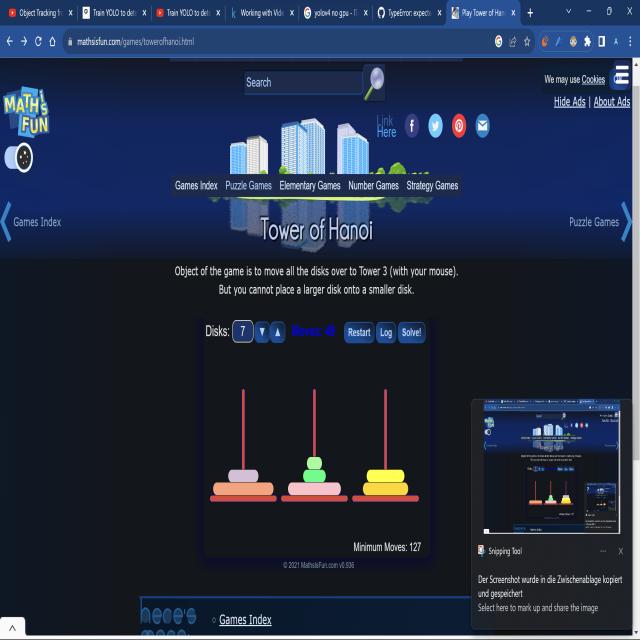 Object Tracking fr
Train YOLO to dete
Train YOLO to dete
Working with Vide
yolov4 no gpu - G
TypeError: expecte
Play Tower of Han
mathsisfun.com/games/towerofhanoi.html
Search
We may use Cookies
Hide Ads | About Ads
MATH's
FUN
Link
Here
Games Index Puzzle Games Elementary Games Number Games Strategy Games
Games Index
Puzzle Games
Tower of Hanoi
Object of the game is to move all the disks over to Tower 3 (with your mouse).
But you cannot place a larger disk onto a smaller disk.
Disks: 7 ▼ ▲ Moves: 49 Restart Log Solve!
Minimum Moves: 127
© 2021 MathsIsFun.com v0.936
Snipping Tool
Der Screenshot wurde in die Zwischenablage kopiert
und gespeichert
Select here to mark up and share the image
Games Index